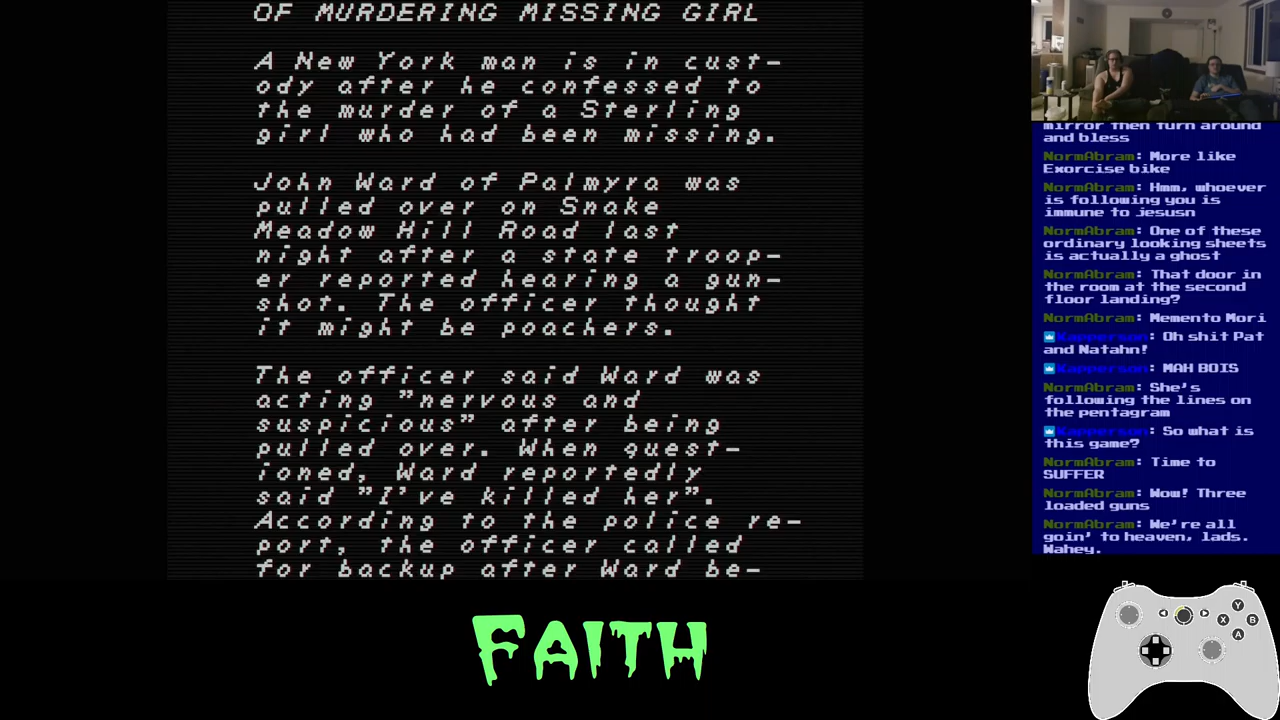 OF MURDERING MISSING GIRL
A New York man is in cust-
ody after he confessed to
the murder of a Sterling
girl who had been missing.
John Ward of Palmyra was
pulled over on Snake
Meadow Hill Road last
night after a state troop-
er reported hearing a gun-
shot. The officer thought
it might be poachers.
The officer said Ward was
acting "nervous and
suspicious" after being
pulled over. When quest-
ioned, Ward reportedly
said "I've killed her".
According to the police re-
port, the officer called
for backup after Ward be-
FAITH
mirror then turn around
and bless
NormAbram: More like
Exorcise bike
NormAbram: Hmm, whoever
is following you is
immune to jesusn
NormAbram: One of these
ordinary looking sheets
is actually a ghost
NormAbram: That door in
the room at the second
floor landing?
NormAbram: Memento Mori
Kapperson: Oh shit Pat
and Natahn!
Kapperson: MAH BOIS
NormAbram: She's
following the lines on
the pentagram
Kapperson: So what is
this game?
NormAbram: Time to
SUFFER
NormAbram: Wow! Three
loaded guns
NormAbram: We're all
goin' to heaven, lads.
Wahey.
Y
X
B
A